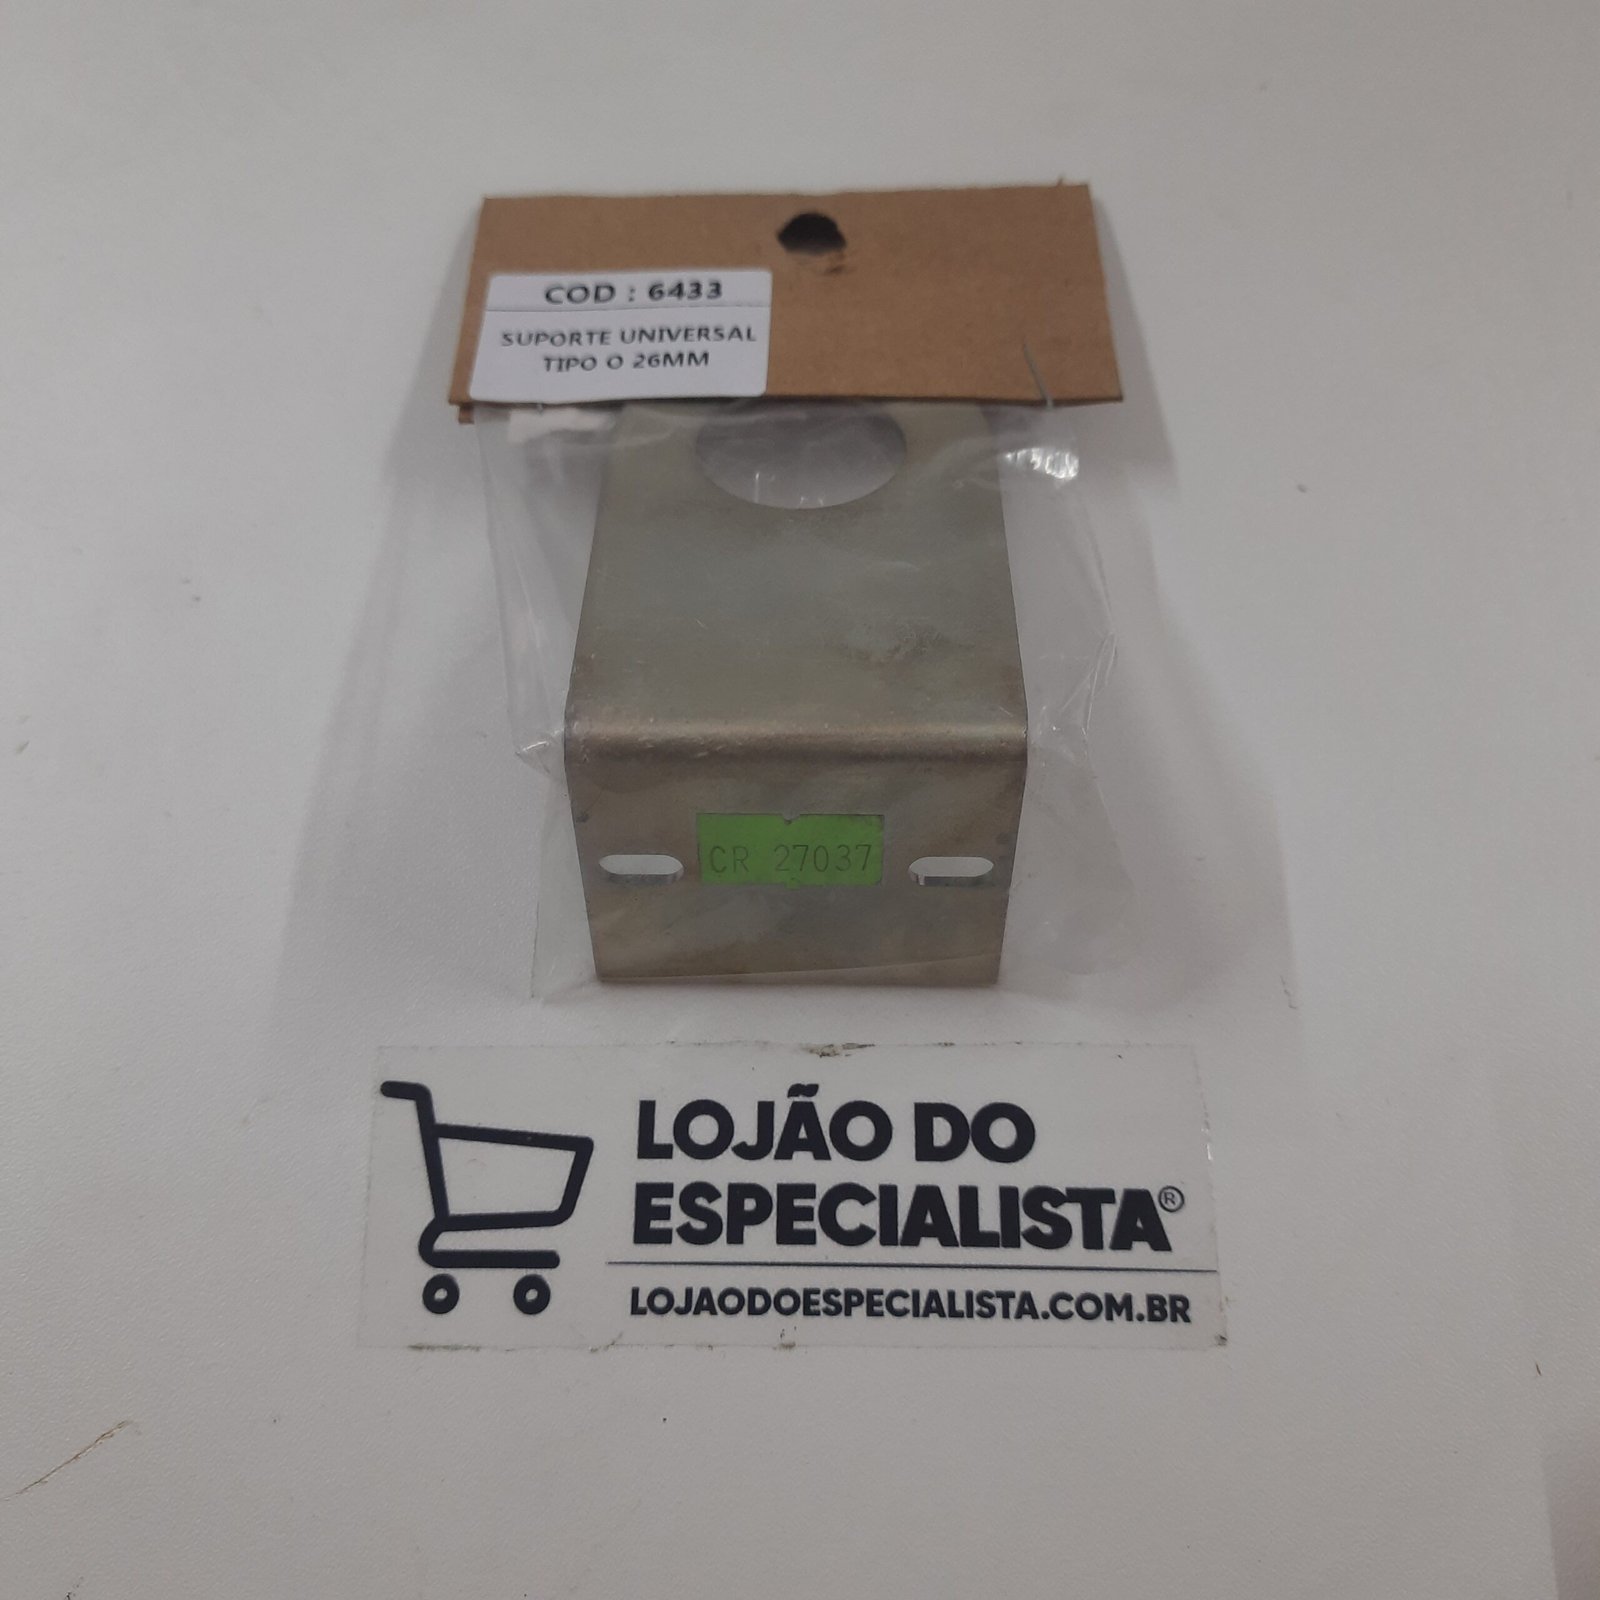 COD : 6433
SUPORTE UNIVERSAL
TIPO O 26MM
CR 27037
LOJÃO DO
ESPECIALISTA®
LOJAODOESPECIALISTA.COM.BR